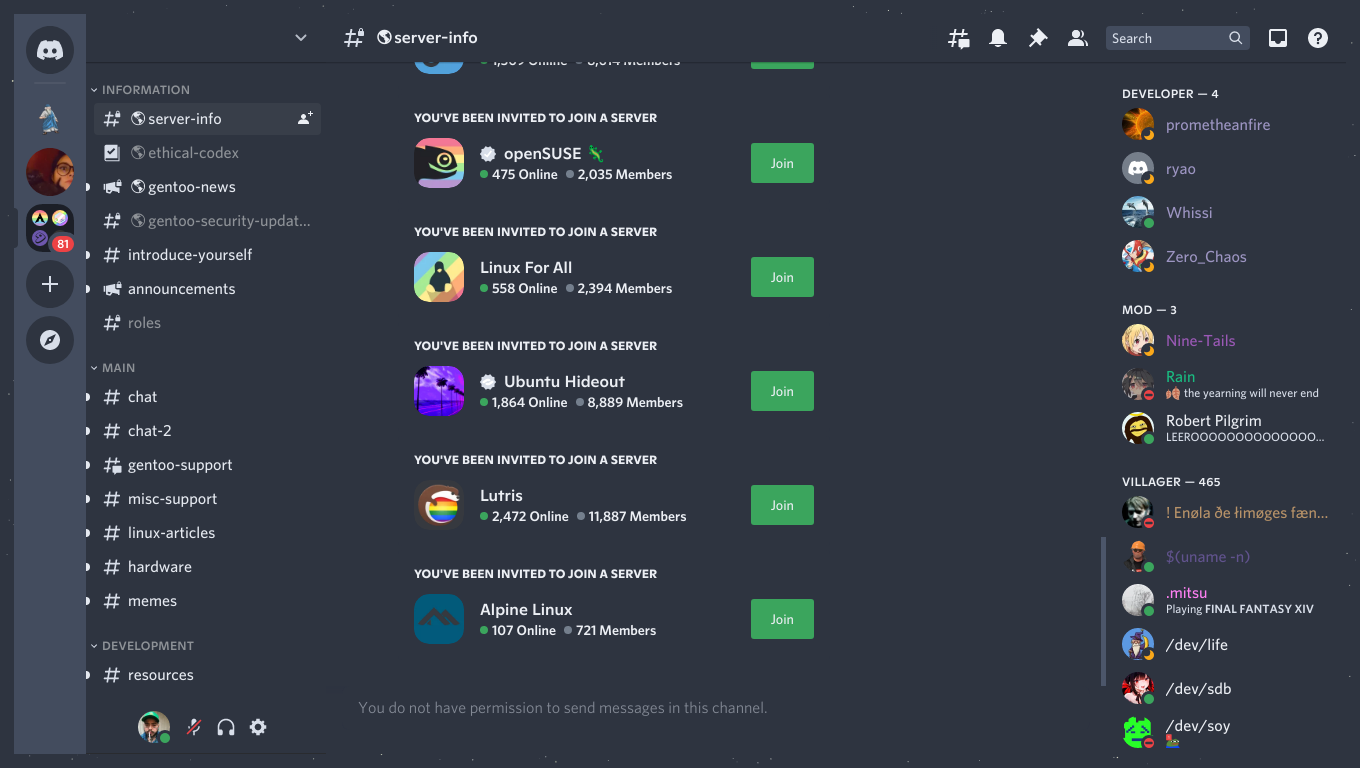 server-info
Search
INFORMATION
server-info
ethical-codex
gentoo-news
gentoo-security-updat...
introduce-yourself
announcements
roles
MAIN
chat
chat-2
gentoo-support
misc-support
linux-articles
hardware
memes
DEVELOPMENT
resources
81
YOU'VE BEEN INVITED TO JOIN A SERVER
openSUSE
475 Online 2,035 Members
Join
YOU'VE BEEN INVITED TO JOIN A SERVER
Linux For All
558 Online 2,394 Members
Join
YOU'VE BEEN INVITED TO JOIN A SERVER
Ubuntu Hideout
1,864 Online 8,889 Members
Join
YOU'VE BEEN INVITED TO JOIN A SERVER
Lutris
2,472 Online 11,887 Members
Join
YOU'VE BEEN INVITED TO JOIN A SERVER
Alpine Linux
107 Online 721 Members
Join
You do not have permission to send messages in this channel.
DEVELOPER — 4
prometheanfire
ryao
Whissi
Zero_Chaos
MOD — 3
Nine-Tails
Rain
the yearning will never end
Robert Pilgrim
LEEROOOOOOOOOOOOOO...
VILLAGER — 465
! Enøla ðe łimøges fæn...
$(uname -n)
.mitsu
Playing FINAL FANTASY XIV
/dev/life
/dev/sdb
/dev/soy